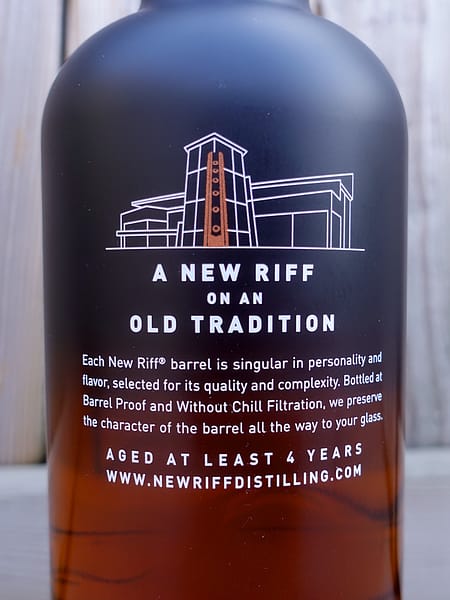 A NEW RIFF
ON AN
OLD TRADITION
Each New Riff® barrel is singular in personality and
flavor, selected for its quality and complexity. Bottled at
Barrel Proof and Without Chill Filtration, we preserve
the character of the barrel all the way to your glass.
AGED AT LEAST 4 YEARS
WWW.NEWRIFFDISTILLING.COM